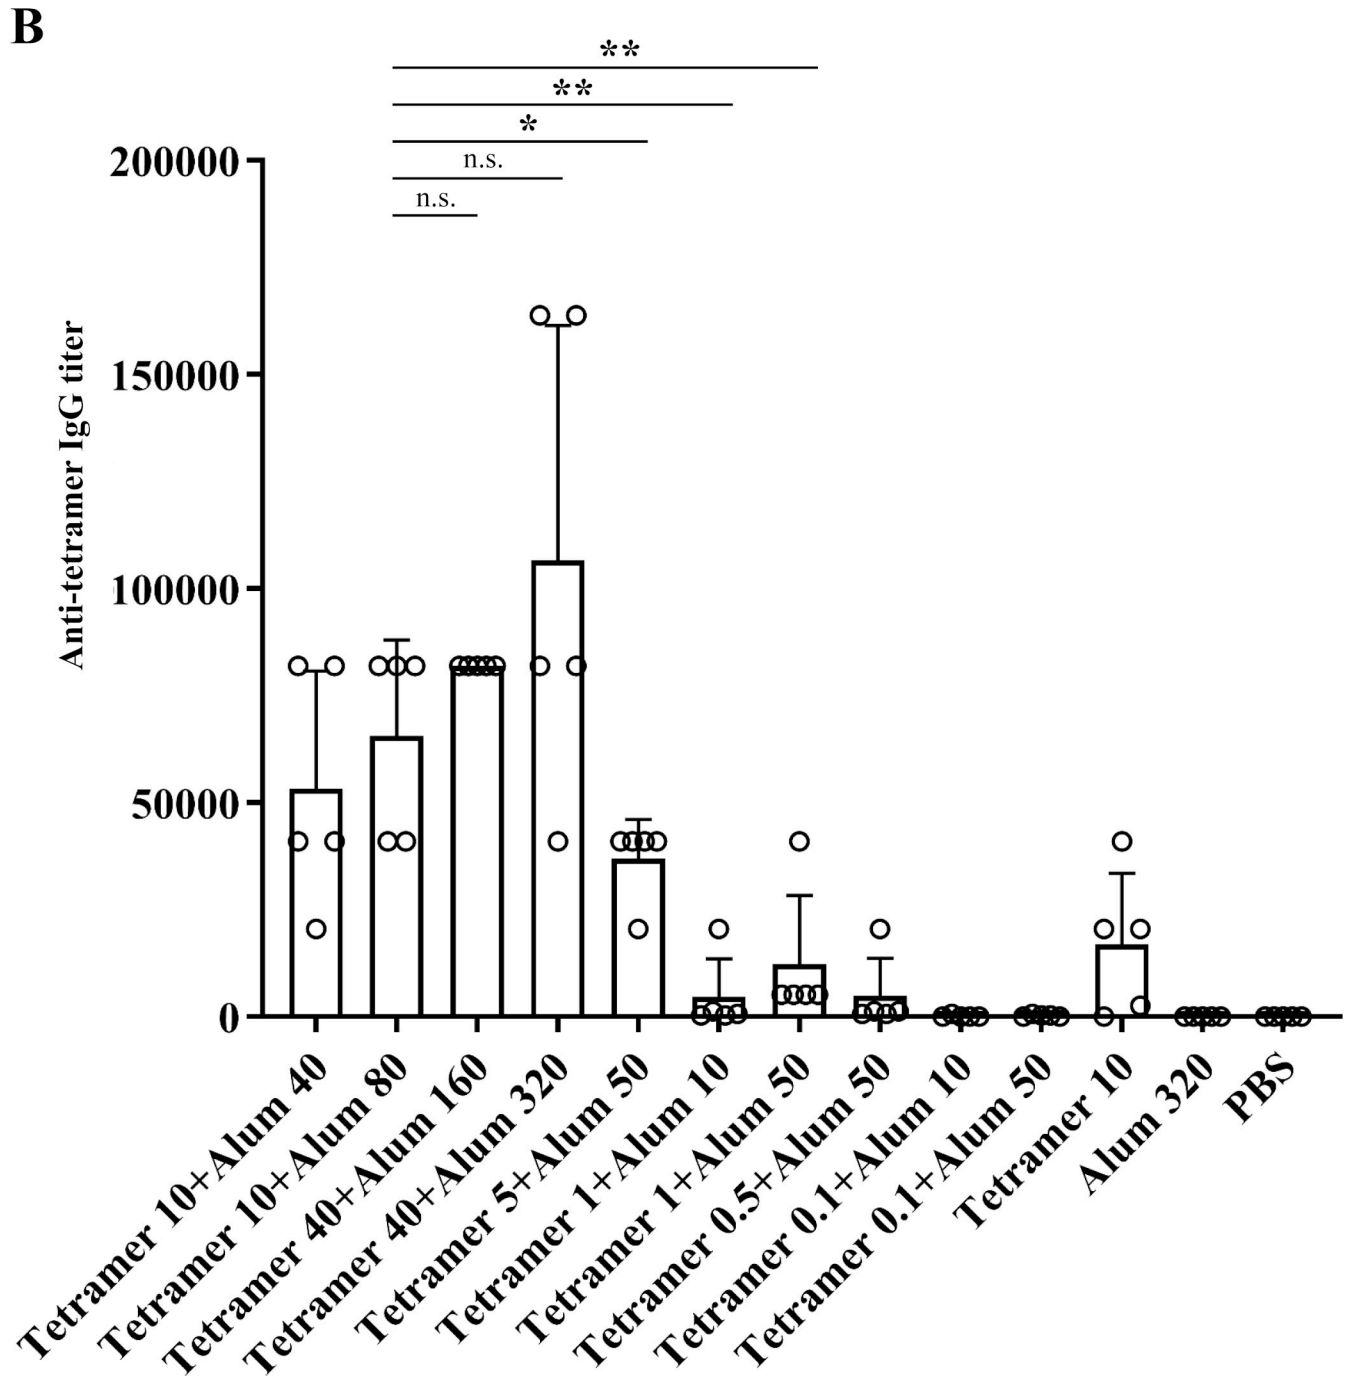 B
**
**
*
n.s.
n.s.
200000
150000
100000
50000
0
Anti-tetramer IgG titer
Tetramer 10+Alum 40
Tetramer 10+Alum 80
Tetramer 40+Alum 160
Tetramer 40+Alum 320
Tetramer 5+Alum 50
Tetramer 1+Alum 10
Tetramer 1+Alum 50
Tetramer 0.5+Alum 50
Tetramer 0.1+Alum 10
Tetramer 0.1+Alum 50
Tetramer 10
Alum 320
PBS